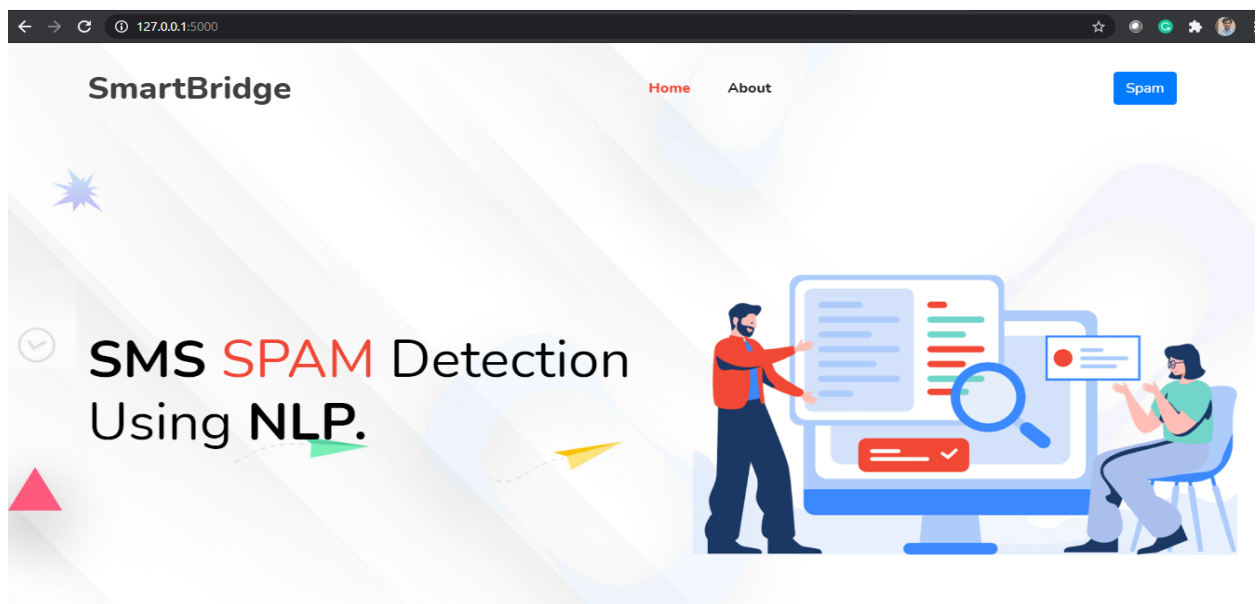 127.0.0.1:5000
SmartBridge
Home
About
Spam
SMS SPAM Detection
Using NLP.